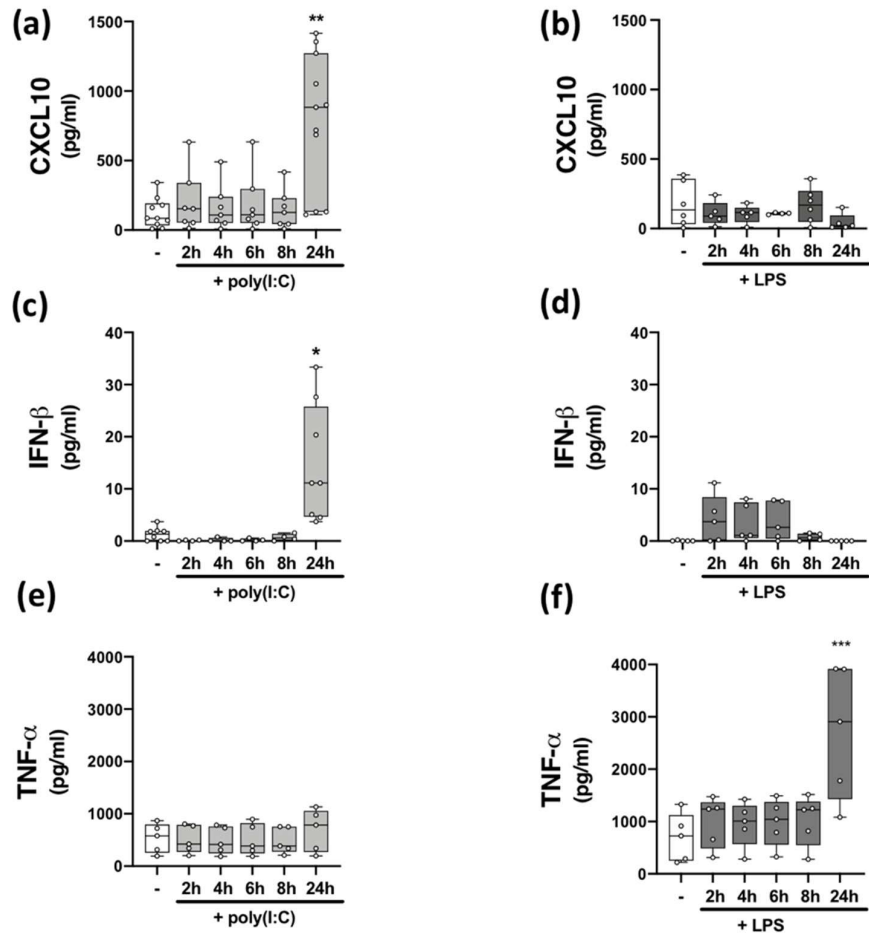 (a)
CXCL10
(pg/ml)
1500
1000
500
0
**
- 2h 4h 6h 8h 24h
+ poly(I:C)
(b)
CXCL10
(pg/ml)
1500
1000
500
0
- 2h 4h 6h 8h 24h
+ LPS
(c)
IFN-β
(pg/ml)
40
30
20
10
0
*
- 2h 4h 6h 8h 24h
+ poly(I:C)
(d)
IFN-β
(pg/ml)
40
30
20
10
0
- 2h 4h 6h 8h 24h
+ LPS
(e)
TNF-α
(pg/ml)
4000
3000
2000
1000
0
- 2h 4h 6h 8h 24h
+ poly(I:C)
(f)
TNF-α
(pg/ml)
4000
3000
2000
1000
0
***
- 2h 4h 6h 8h 24h
+ LPS